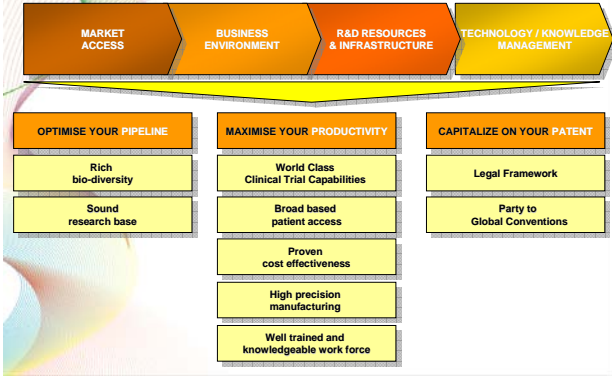 MARKET
ACCESS
BUSINESS
ENVIRONMENT
R&D RESOURCES
& INFRASTRUCTURE
TECHNOLOGY / KNOWLEDGE
MANAGEMENT
OPTIMISE YOUR PIPELINE
Rich
bio-diversity
Sound
research base
MAXIMISE YOUR PRODUCTIVITY
World Class
Clinical Trial Capabilities
Broad based
patient access
Proven
cost effectiveness
High precision
manufacturing
Well trained and
knowledgeable work force
CAPITALIZE ON YOUR PATENT
Legal Framework
Party to
Global Conventions